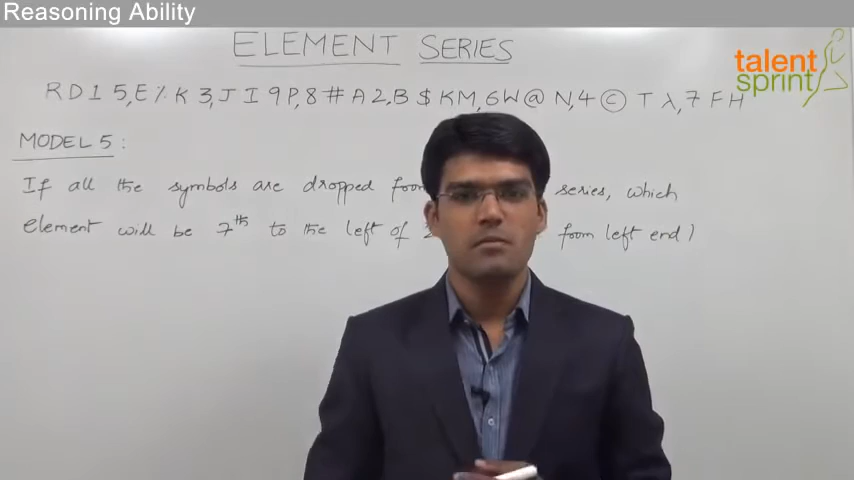 Reasoning Ability
ELEMENT SERIES
talent
sprint
R D 1 5, E % K 3, J I 9 P, 8 # A 2, B $ K M, 6 W @ N, 4 © T λ, 7 F H
MODEL 5 :
If all the symbols are dropped from series, which
element will be 7th to the left of from left end )